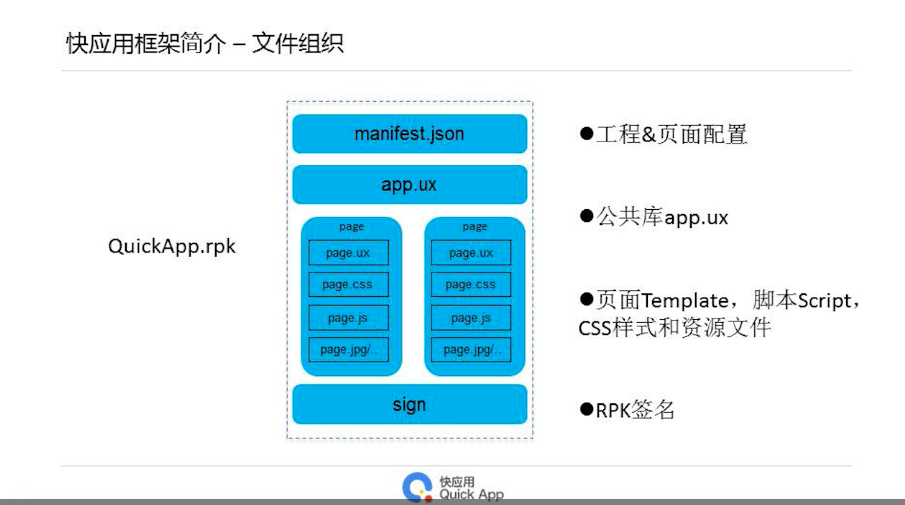 快应用框架简介 – 文件组织
manifest.json
●工程&页面配置
app.ux
●公共库app.ux
QuickApp.rpk
page
page.ux
page.css
page.js
page.jpg/..
page
page.ux
page.css
page.js
page.jpg/..
●页面Template，脚本Script，
CSS样式和资源文件
sign
●RPK签名
快应用
Quick App